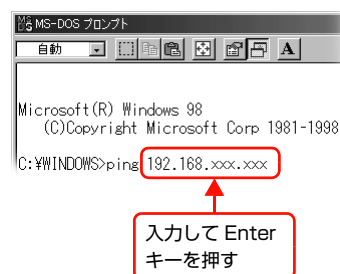 MS-DOS プロンプト
自動
A
Microsoft(R) Windows 98
(C)Copyright Microsoft Corp 1981-1998
C:¥WINDOWS>ping 192.168.xxx.xxx
入力して Enter
キーを押す